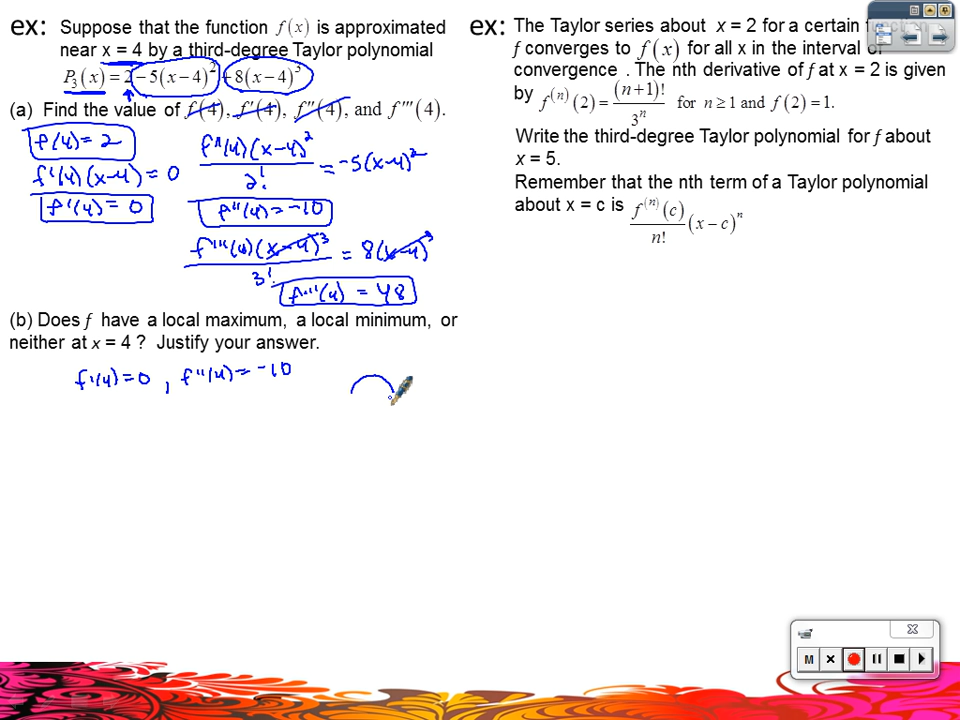 ex: Suppose that the function f(x) is approximated
near x = 4 by a third-degree Taylor polynomial
P₃(x) = 2 − 5(x − 4)² + 8(x − 4)³
(a) Find the value of f(4), f′(4), f″(4), and f‴(4).
f(4) = 2
f′(4)(x−4) = 0
f′(4) = 0
f″(4)(x−4)² / 2! = −5(x−4)²
f″(4) = −10
f‴(4)(x−4)³ / 3! = 8(x−4)³
f‴(4) = 48
(b) Does f have a local maximum, a local minimum, or
neither at x = 4 ? Justify your answer.
f′(4) = 0, f″(4) = −10
ex: The Taylor series about x = 2 for a certain
f converges to f(x) for all x in the interval of
convergence . The nth derivative of f at x = 2 is given
by f⁽ⁿ⁾(2) = (n+1)! / 3ⁿ for n ≥ 1 and f(2) = 1.
Write the third-degree Taylor polynomial for f about
x = 5.
Remember that the nth term of a Taylor polynomial
about x = c is f⁽ⁿ⁾(c) / n! (x − c)ⁿ
M